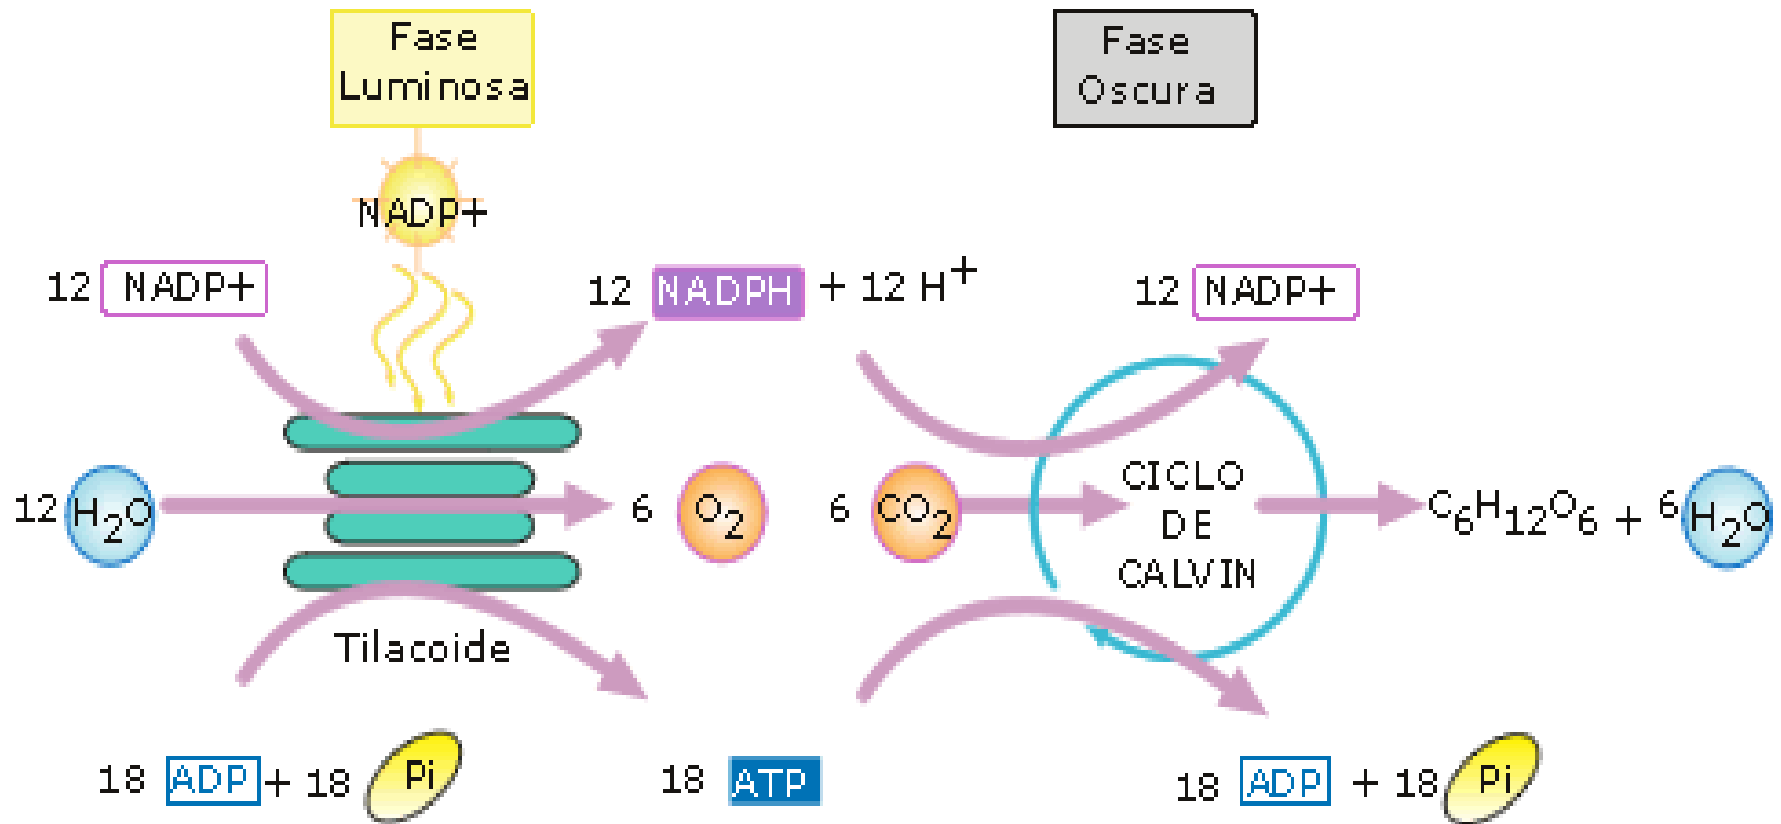 Fase
Luminosa
Fase
Oscura
NADP+
12 NADP+
12 NADPH + 12 H+
12 NADP+
12 H2O
6 O2
6 CO2
CICLO
DE
CALVIN
C6H12O6 + 6 H2O
Tilacoide
18 ADP + 18 Pi
18 ATP
18 ADP + 18 Pi